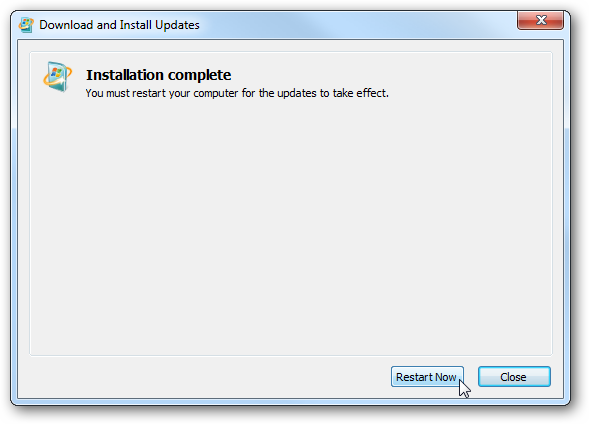 Download and Install Updates
Installation complete
You must restart your computer for the updates to take effect.
Restart Now
Close